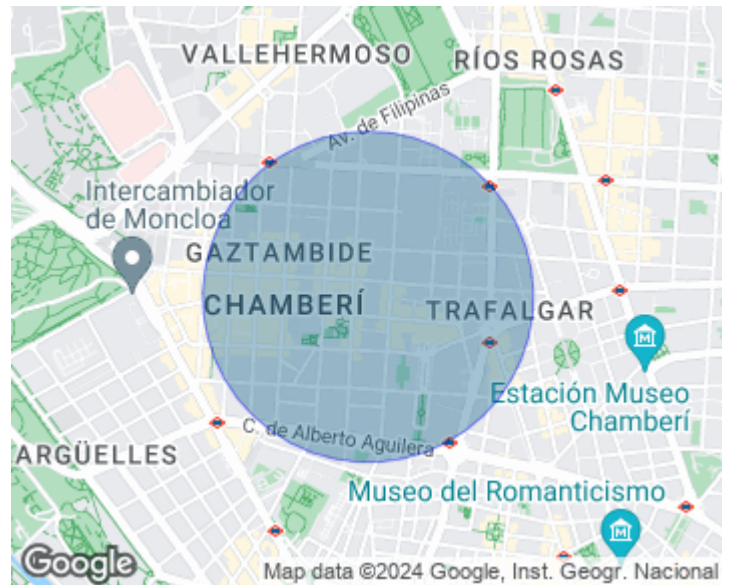 VALLEHERMOSO
RÍOS ROSAS
Av. de Filipinas
Intercambiador
de Moncloa
GAZTAMBIDE
CHAMBERÍ
TRAFALGAR
Estación Museo
Chamberí
C. de Alberto Aguilera
ARGÜELLES
Museo del Romanticismo
Google
Map data ©2024 Google, Inst. Geogr. Nacional